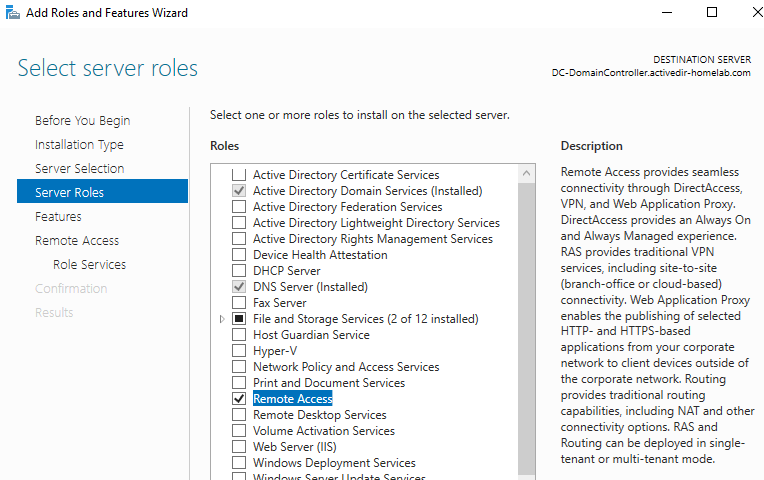 Add Roles and Features Wizard
Select server roles
DESTINATION SERVER
DC-DomainController.activedir-homelab.com
Before You Begin
Installation Type
Server Selection
Server Roles
Features
Remote Access
Role Services
Confirmation
Results
Select one or more roles to install on the selected server.
Roles
Active Directory Certificate Services
Active Directory Domain Services (Installed)
Active Directory Federation Services
Active Directory Lightweight Directory Services
Active Directory Rights Management Services
Device Health Attestation
DHCP Server
DNS Server (Installed)
Fax Server
File and Storage Services (2 of 12 installed)
Host Guardian Service
Hyper-V
Network Policy and Access Services
Print and Document Services
Remote Access
Remote Desktop Services
Volume Activation Services
Web Server (IIS)
Windows Deployment Services
Windows Server Update Services
Description
Remote Access provides seamless
connectivity through DirectAccess,
VPN, and Web Application Proxy.
DirectAccess provides an Always On
and Always Managed experience.
RAS provides traditional VPN
services, including site-to-site
(branch-office or cloud-based)
connectivity. Web Application Proxy
enables the publishing of selected
HTTP- and HTTPS-based
applications from your corporate
network to client devices outside of
the corporate network. Routing
provides traditional routing
capabilities, including NAT and other
connectivity options. RAS and
Routing can be deployed in single-
tenant or multi-tenant mode.